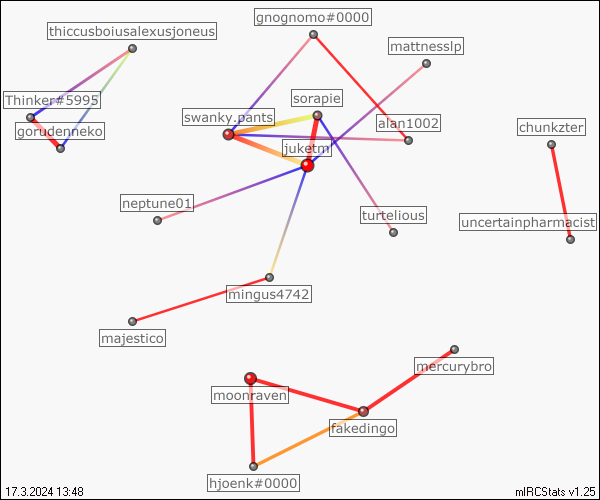 gnognomo#0000
thiccusboiusalexusjoneus
mattnesslp
Thinker#5995
sorapie
swanky.pants
alan1002
chunkzter
gorudenneko
juketm
neptune01
turtelious
uncertainpharmacist
mingus4742
majestico
mercurybro
moonraven
fakedingo
hjoenk#0000
17.3.2024 13:48
mIRCStats v1.25